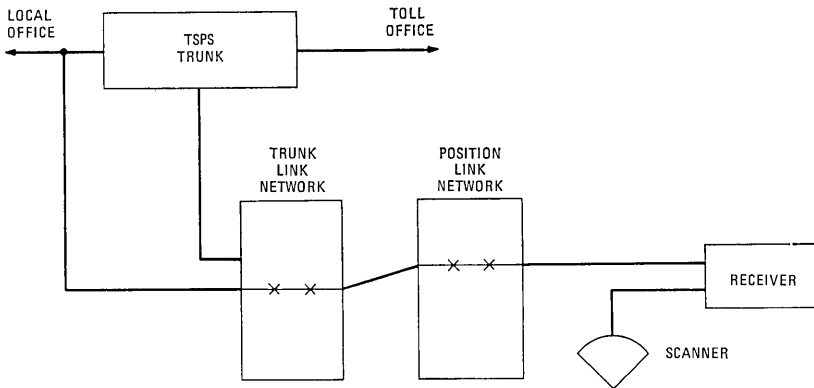 LOCAL
OFFICE
TSPS
TRUNK
TOLL
OFFICE
TRUNK
LINK
NETWORK
POSITION
LINK
NETWORK
RECEIVER
SCANNER